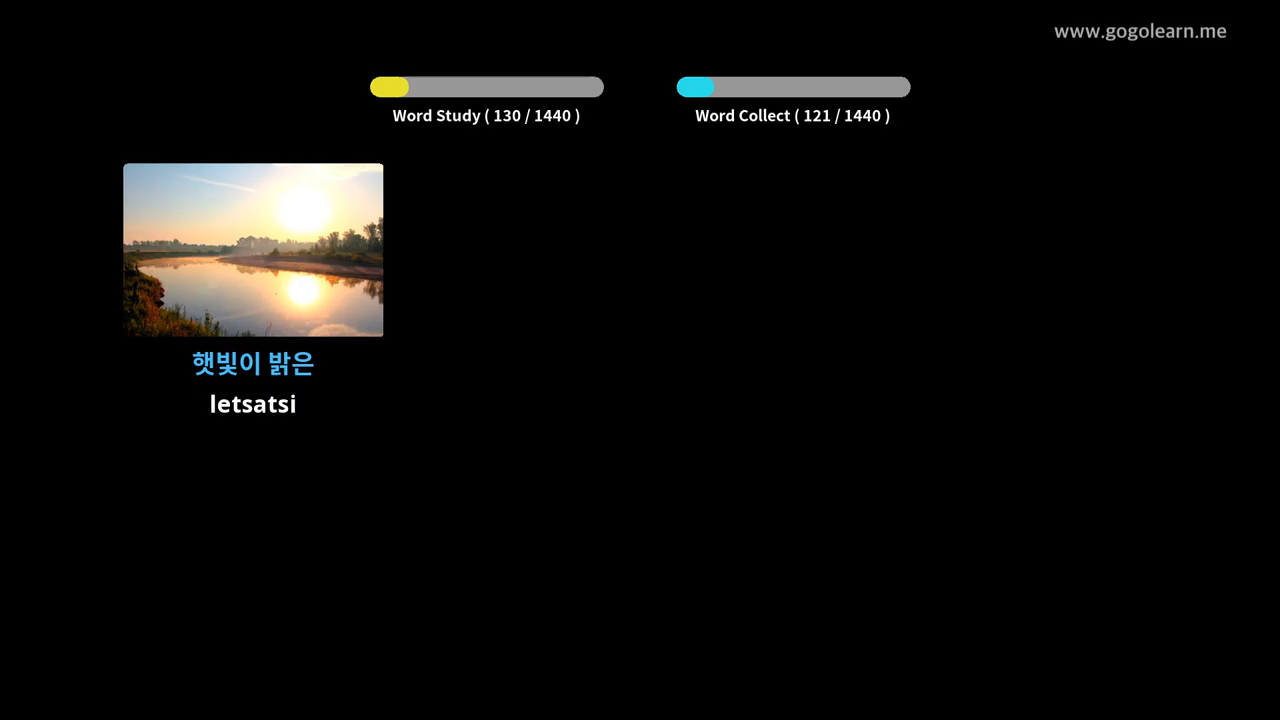 www.gogolearn.me
Word Study ( 130 / 1440 )
Word Collect ( 121 / 1440 )
햇빛이 밝은
letsatsi